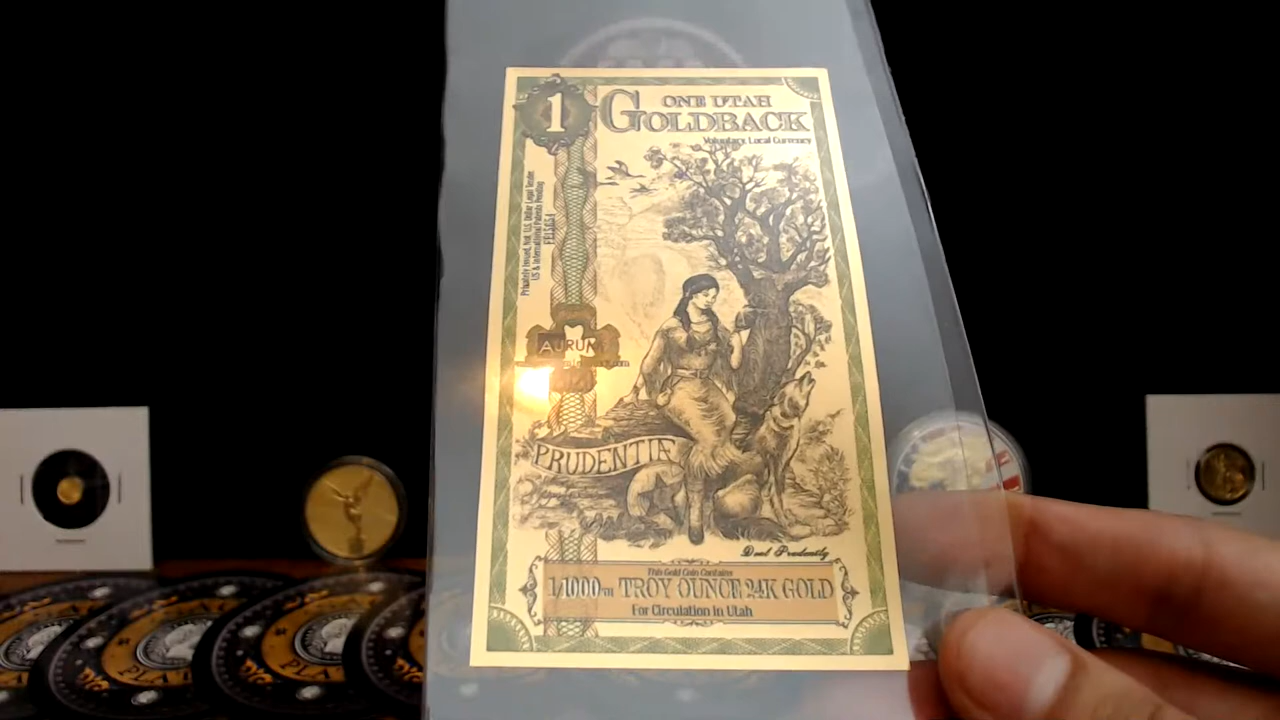 1
ONE UTAH
GOLDBACK
Voluntary Local Currency
Privately Issued, Not U.S. Dollar Legal Tender
US & International Patents Pending
AURUM
PRUDENTIÆ
Deal Prudently
This Gold Coin Contains
1/1000TH TROY OUNCE 24K GOLD
For Circulation in Utah